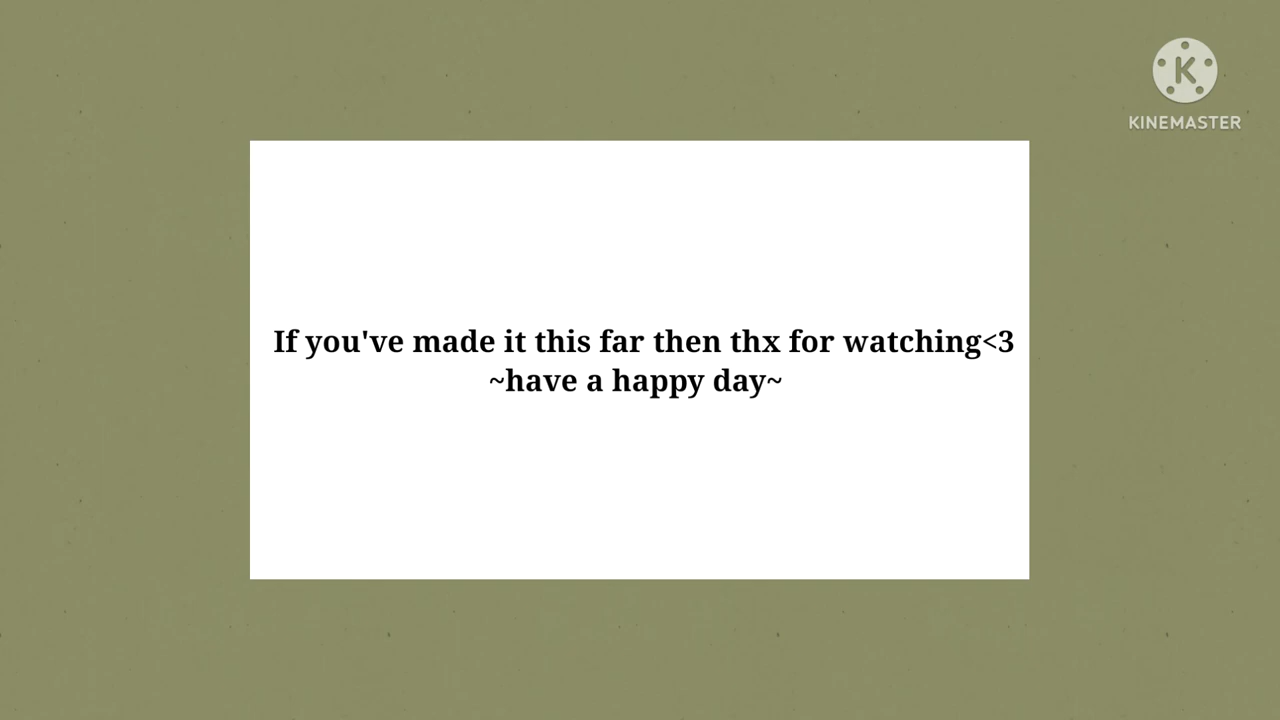 K
KINEMASTER
If you've made it this far then thx for watching<3
~have a happy day~